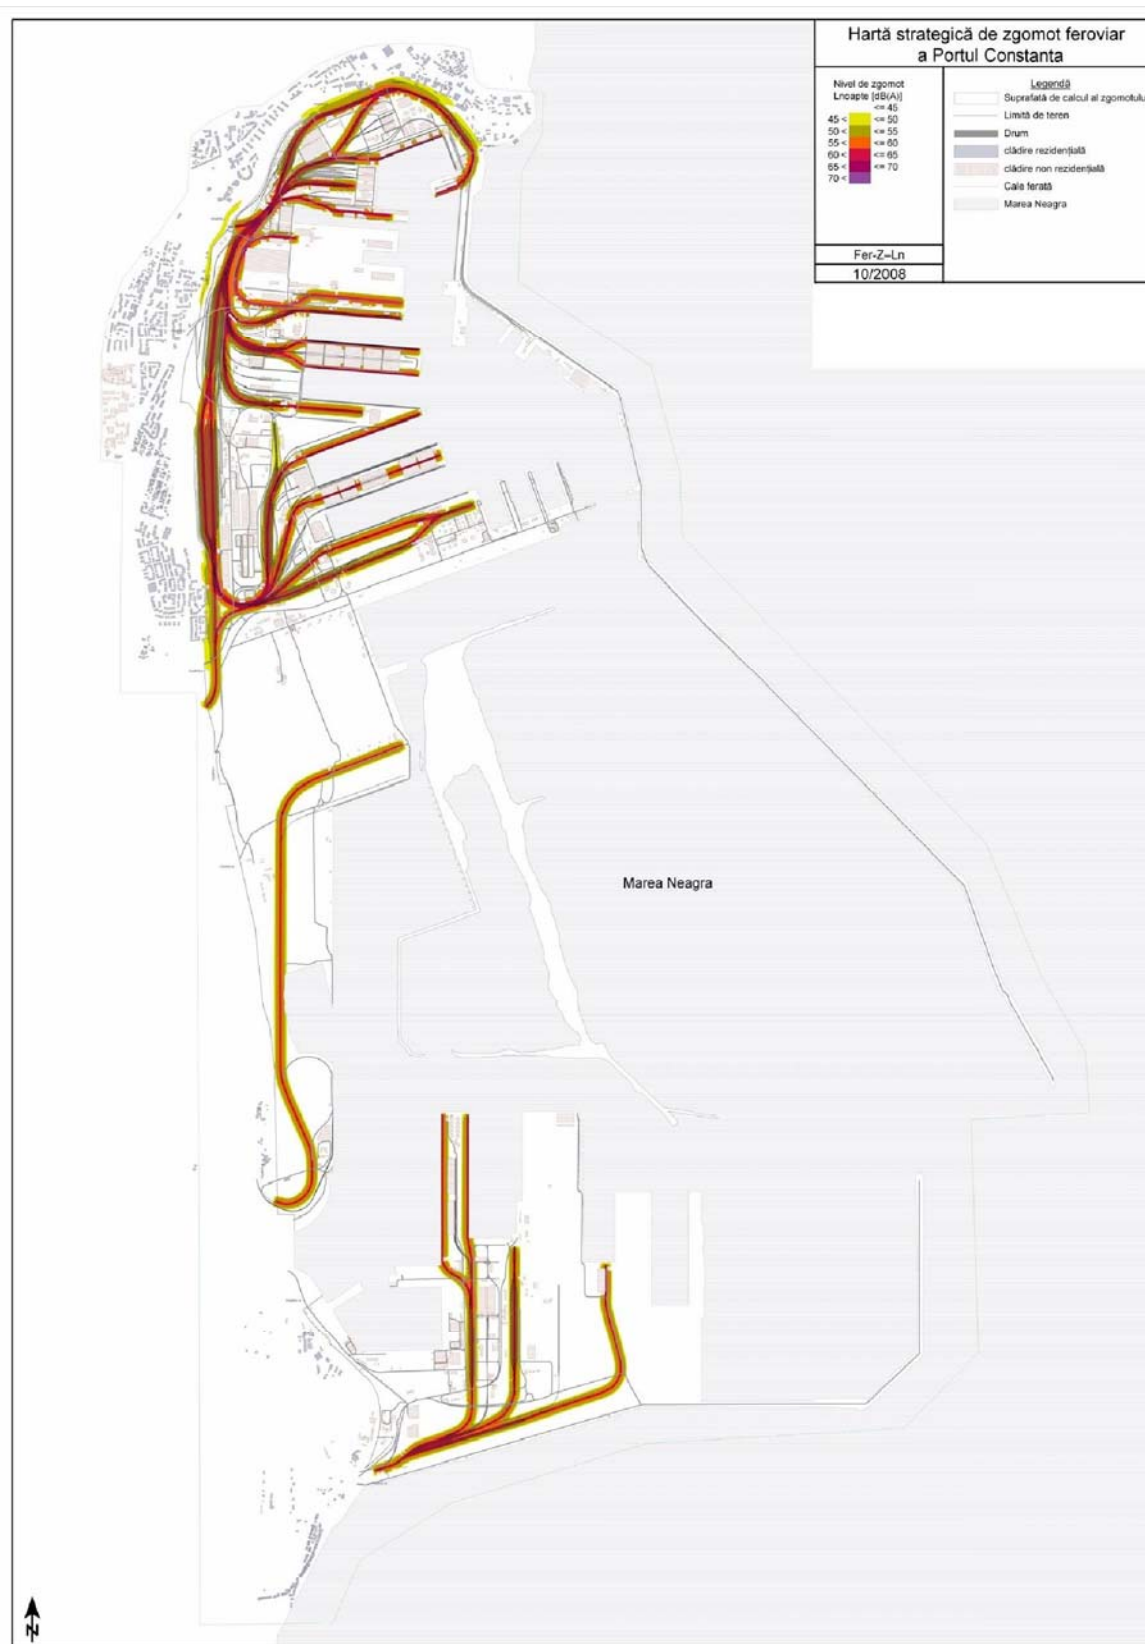 Hartă strategică de zgomot feroviar
a Portul Constanta
Nivel de zgomot
Lnoapte [dB(A)]
<= 45
45 < <= 50
50 < <= 55
55 < <= 60
60 < <= 65
65 < <= 70
70 <
Fer-Z-Ln
10/2008
Legendă
Suprafată de calcul al zgomotulu
Limită de teren
Drum
clădire rezidențială
clădire non rezidențială
Cale ferată
Marea Neagra
Marea Neagra
N